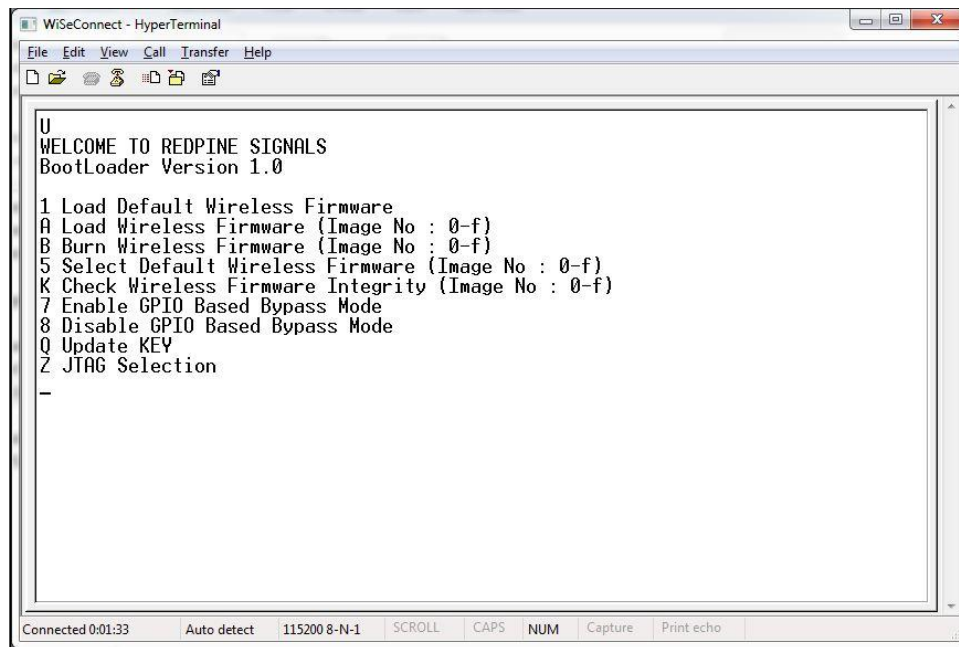 WiSeConnect - HyperTerminal
File Edit View Call Transfer Help
U
WELCOME TO REDPINE SIGNALS
BootLoader Version 1.0
1 Load Default Wireless Firmware
A Load Wireless Firmware (Image No : 0-f)
B Burn Wireless Firmware (Image No : 0-f)
5 Select Default Wireless Firmware (Image No : 0-f)
K Check Wireless Firmware Integrity (Image No : 0-f)
7 Enable GPIO Based Bypass Mode
8 Disable GPIO Based Bypass Mode
Q Update KEY
Z JTAG Selection
_
Connected 0:01:33 Auto detect 115200 8-N-1 SCROLL CAPS NUM Capture Print echo